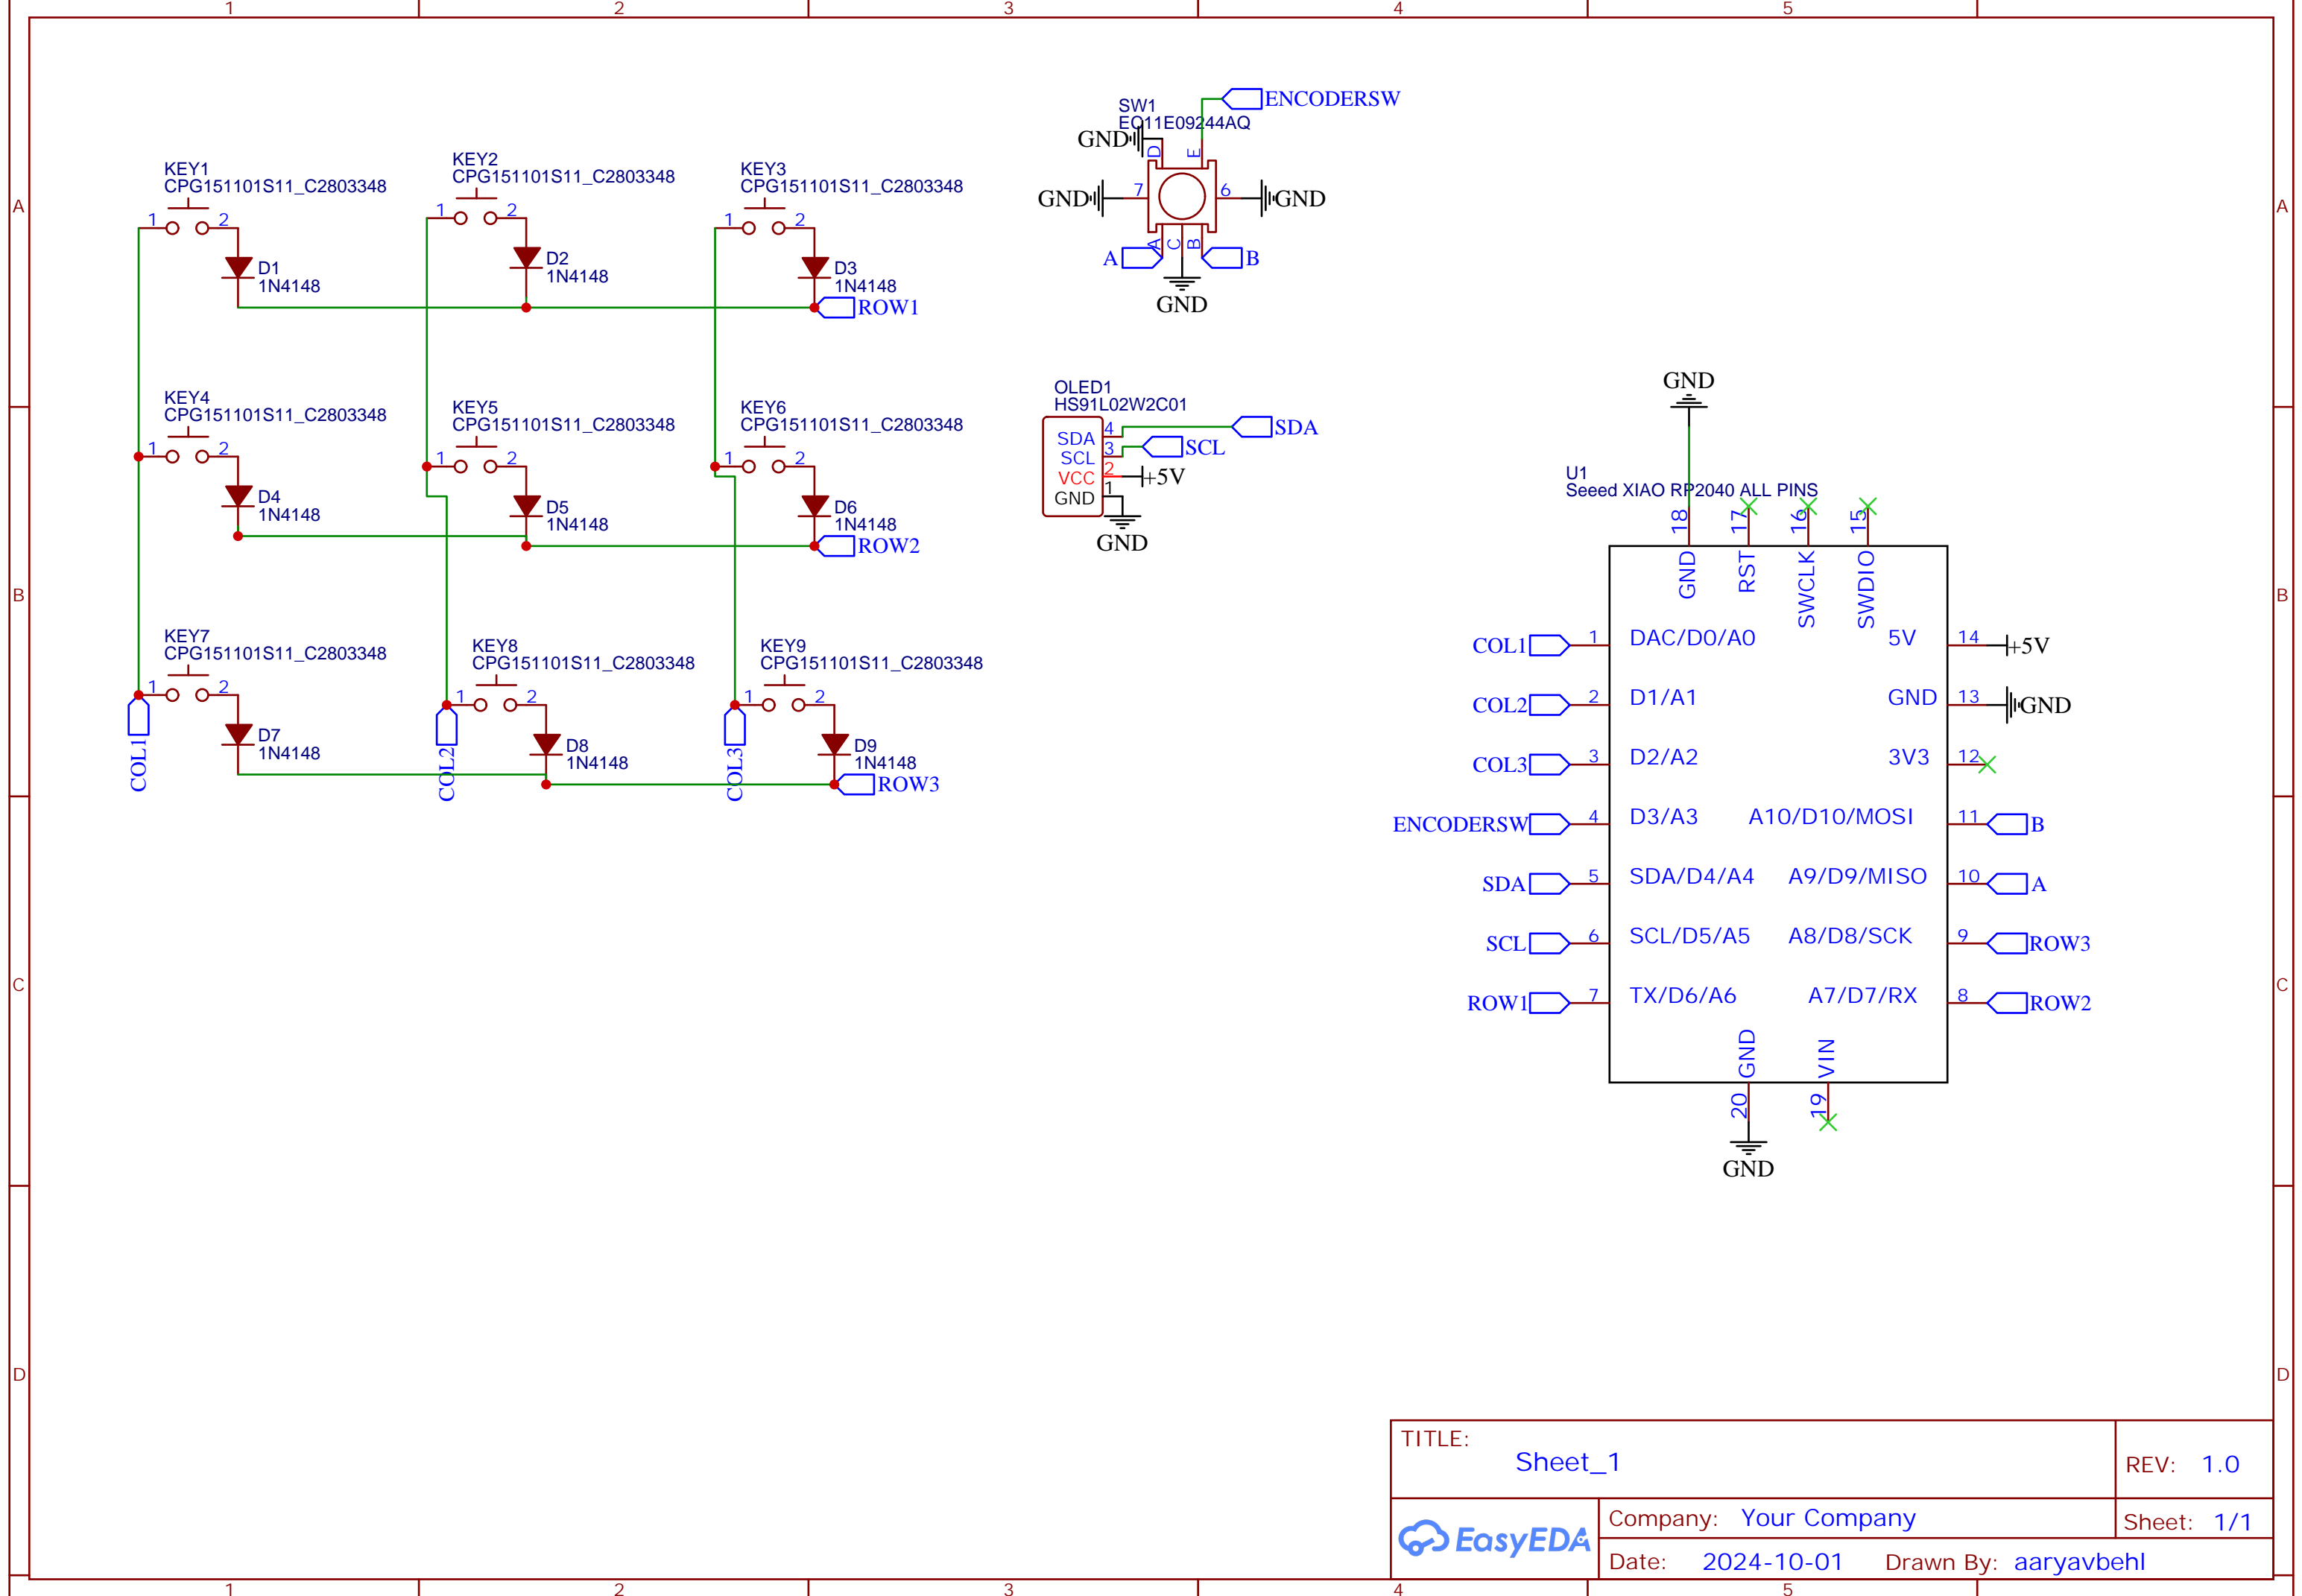 1 2 3 4 5
A A
B B
C C
D D
1 2 3 4 5
KEY1
CPG151101S11_C2803348
1 2
D1
1N4148
KEY2
CPG151101S11_C2803348
1 2
D2
1N4148
KEY3
CPG151101S11_C2803348
1 2
D3
1N4148
ROW1
KEY4
CPG151101S11_C2803348
1 2
D4
1N4148
KEY5
CPG151101S11_C2803348
1 2
D5
1N4148
KEY6
CPG151101S11_C2803348
1 2
D6
1N4148
ROW2
KEY7
CPG151101S11_C2803348
1 2
D7
1N4148
COL1
KEY8
CPG151101S11_C2803348
1 2
D8
1N4148
COL2
KEY9
CPG151101S11_C2803348
1 2
D9
1N4148
COL3
ROW3
SW1
EC11E09244AQ
ENCODERSW
GND D E
GND 7 6 GND
A A C B B
GND
OLED1
HS91L02W2C01
SDA 4 SDA
SCL 3 SCL
VCC 2 +5V
GND 1
GND
GND
U1
Seeed XIAO RP2040 ALL PINS
18 17 16 15
GND RST SWCLK SWDIO
COL1 1 DAC/D0/A0 5V 14 +5V
COL2 2 D1/A1 GND 13 GND
COL3 3 D2/A2 3V3 12
ENCODERSW 4 D3/A3 A10/D10/MOSI 11 B
SDA 5 SDA/D4/A4 A9/D9/MISO 10 A
SCL 6 SCL/D5/A5 A8/D8/SCK 9 ROW3
ROW1 7 TX/D6/A6 A7/D7/RX 8 ROW2
GND VIN
20 19
GND
TITLE:
Sheet_1
REV: 1.0
EasyEDA
Company: Your Company
Sheet: 1/1
Date: 2024-10-01 Drawn By: aaryavbehl